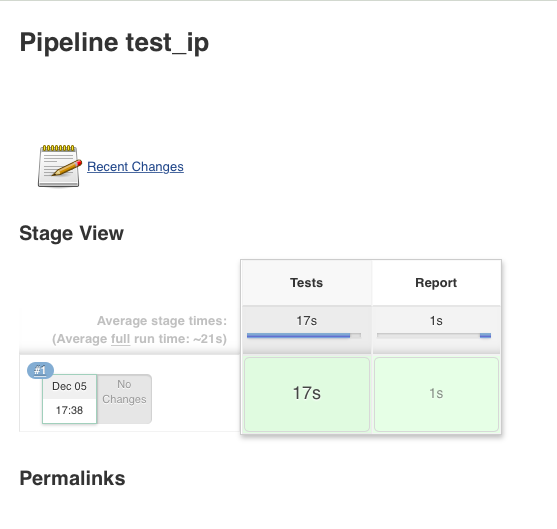 Pipeline test_ip
Recent Changes
Stage View
Tests
Report
Average stage times:
17s
1s
(Average full run time: ~21s)
#1
Dec 05
No
Changes
17:38
17s
1s
Permalinks